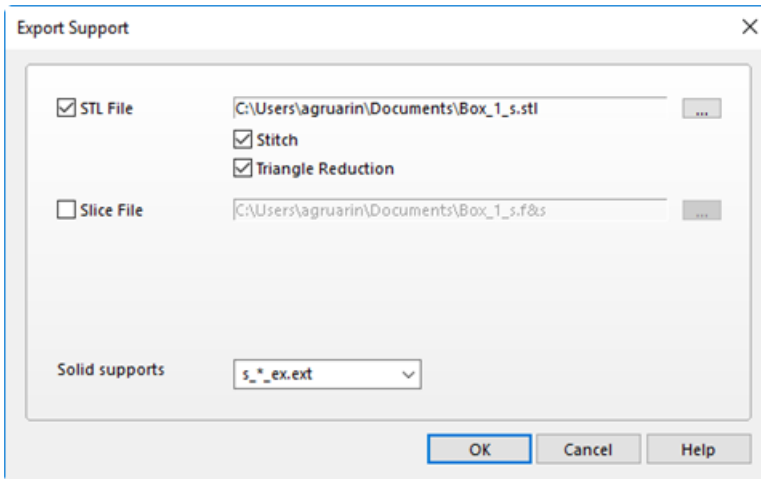 Export Support
STL File C:\Users\agruarin\Documents\Box_1_s.stl ...
Stitch
Triangle Reduction
Slice File C:\Users\agruarin\Documents\Box_1_s.f&s ...
Solid supports s_*_ex.ext
OK Cancel Help